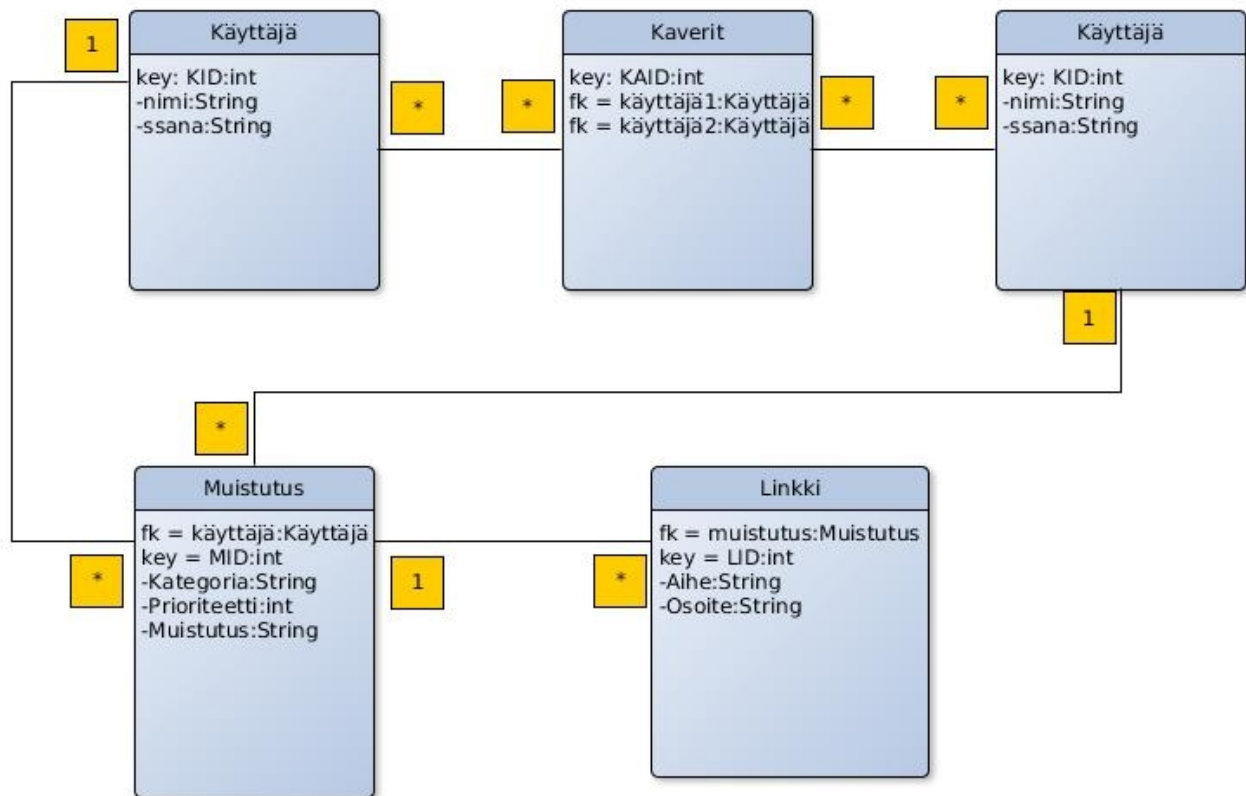 1
Käyttäjä
key: KID:int
-nimi:String
-ssana:String
*
*
Kaverit
key: KAID:int
fk = käyttäjä1:Käyttäjä
fk = käyttäjä2:Käyttäjä
*
*
Käyttäjä
key: KID:int
-nimi:String
-ssana:String
1
*
Muistutus
fk = käyttäjä:Käyttäjä
key = MID:int
-Kategoria:String
-Prioriteetti:int
-Muistutus:String
*
1
*
Linkki
fk = muistutus:Muistutus
key = LID:int
-Aihe:String
-Osoite:String